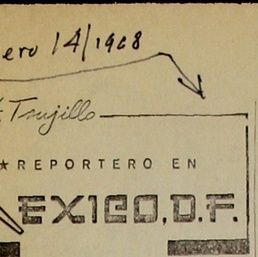 ero 14/1968
Trujillo
★ REPORTERO EN
EXICO, D.F.